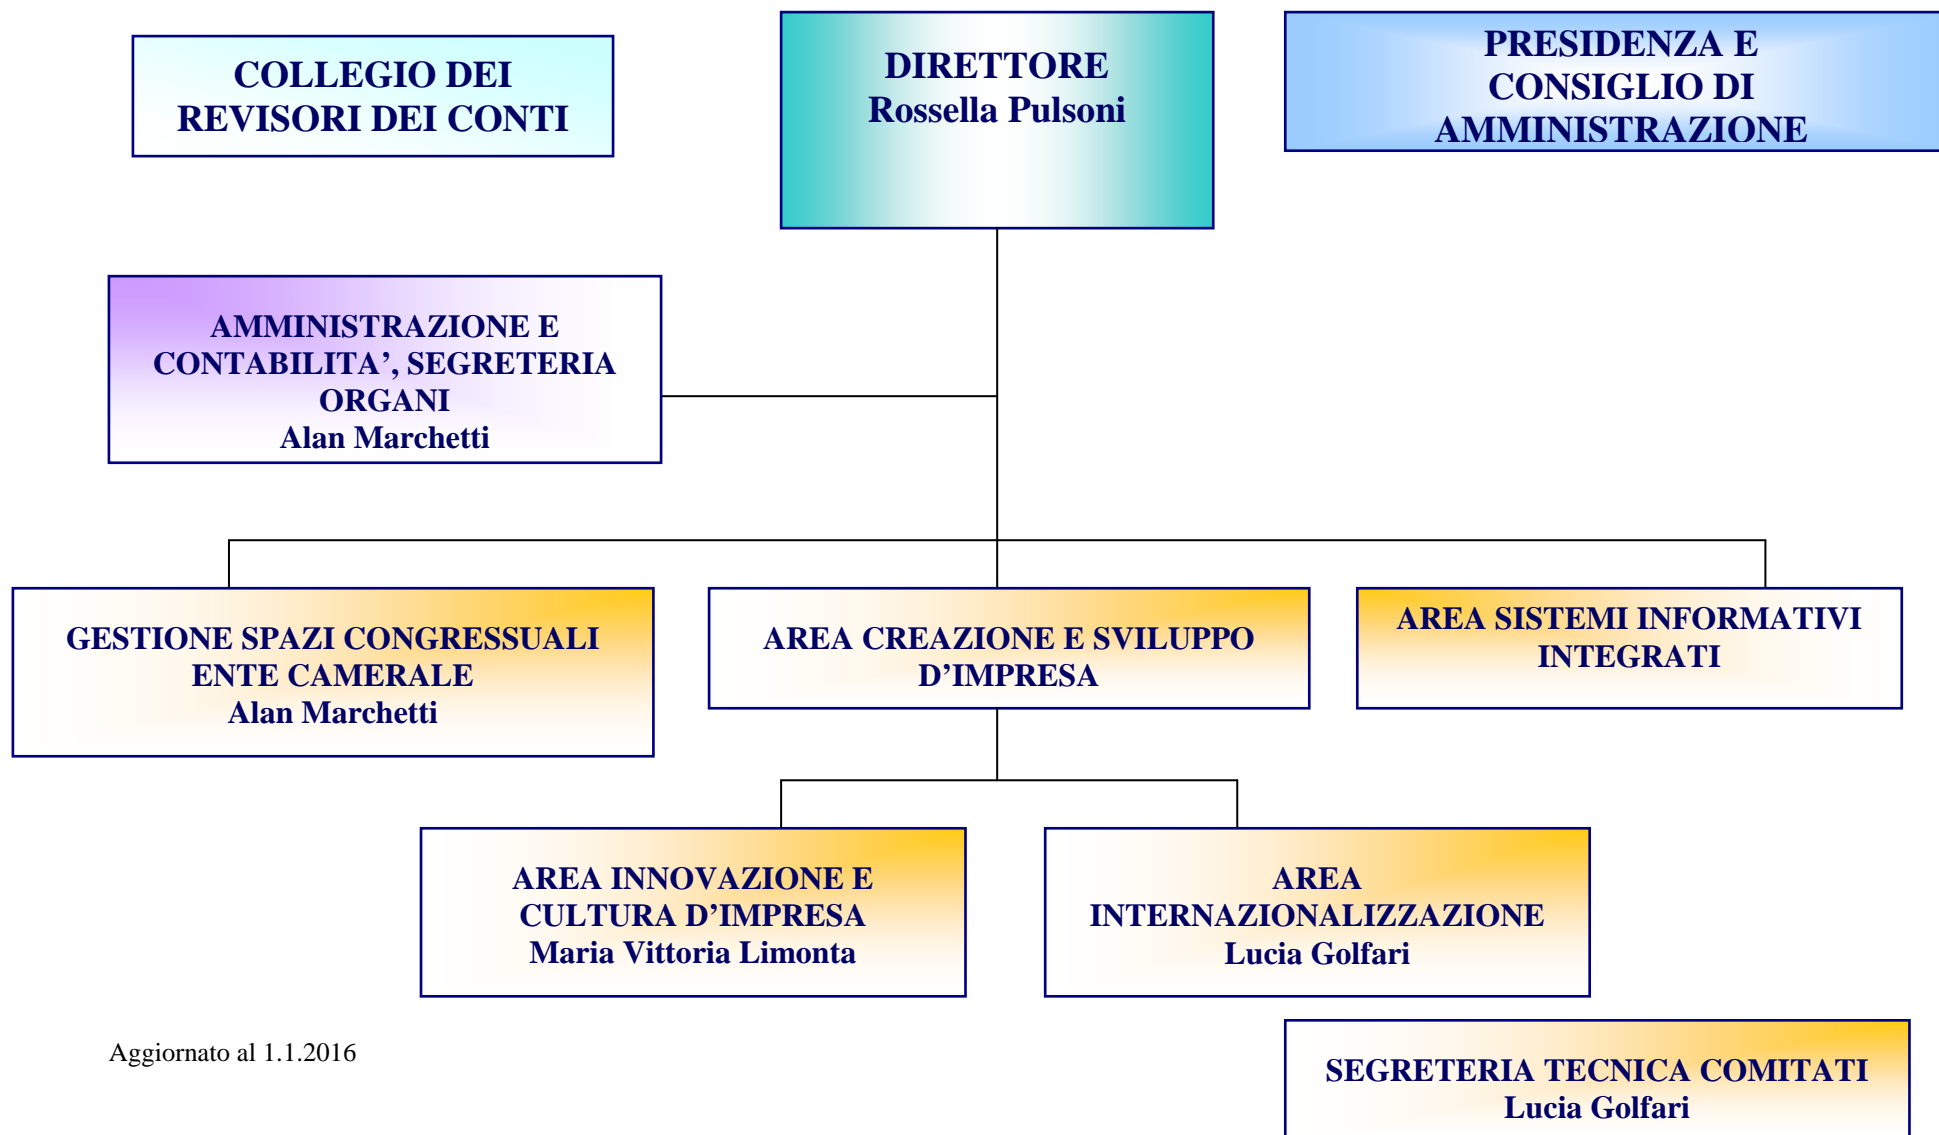 COLLEGIO DEI
REVISORI DEI CONTI
DIRETTORE
Rossella Pulsoni
PRESIDENZA E
CONSIGLIO DI
AMMINISTRAZIONE
AMMINISTRAZIONE E
CONTABILITA’, SEGRETERIA
ORGANI
Alan Marchetti
GESTIONE SPAZI CONGRESSUALI
ENTE CAMERALE
Alan Marchetti
AREA CREAZIONE E SVILUPPO
D’IMPRESA
AREA SISTEMI INFORMATIVI
INTEGRATI
AREA INNOVAZIONE E
CULTURA D’IMPRESA
Maria Vittoria Limonta
AREA
INTERNAZIONALIZZAZIONE
Lucia Golfari
Aggiornato al 1.1.2016
SEGRETERIA TECNICA COMITATI
Lucia Golfari